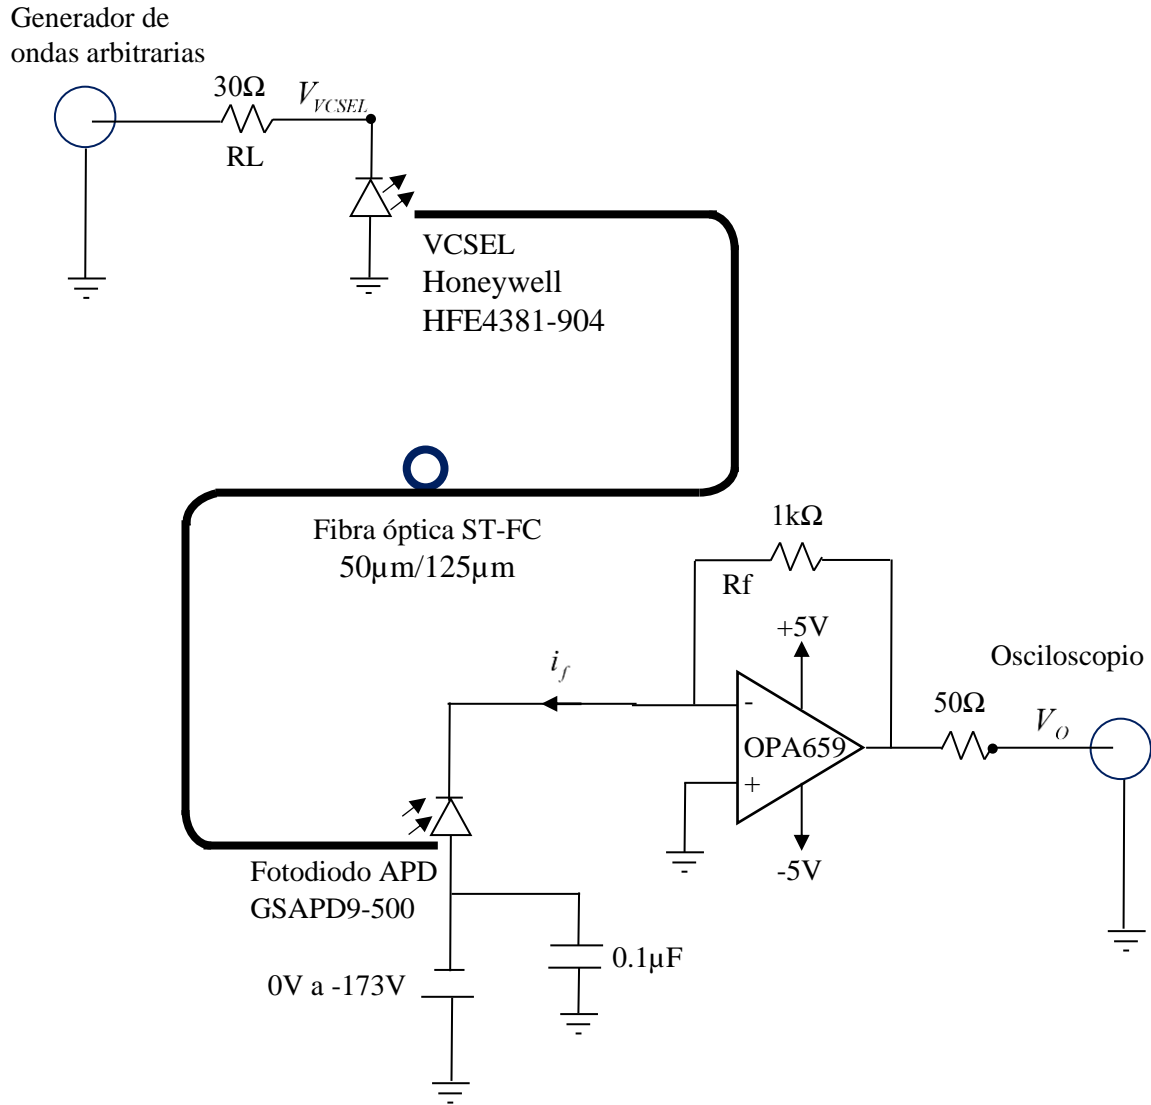 Generador de
ondas arbitrarias
30Ω
V_VCSEL
RL
VCSEL
Honeywell
HFE4381-904
Fibra óptica ST-FC
50µm/125µm
1kΩ
Rf
+5V
Osciloscopio
i_f
-
50Ω
V_O
OPA659
+
-5V
Fotodiodo APD
GSAPD9-500
0.1µF
0V a -173V